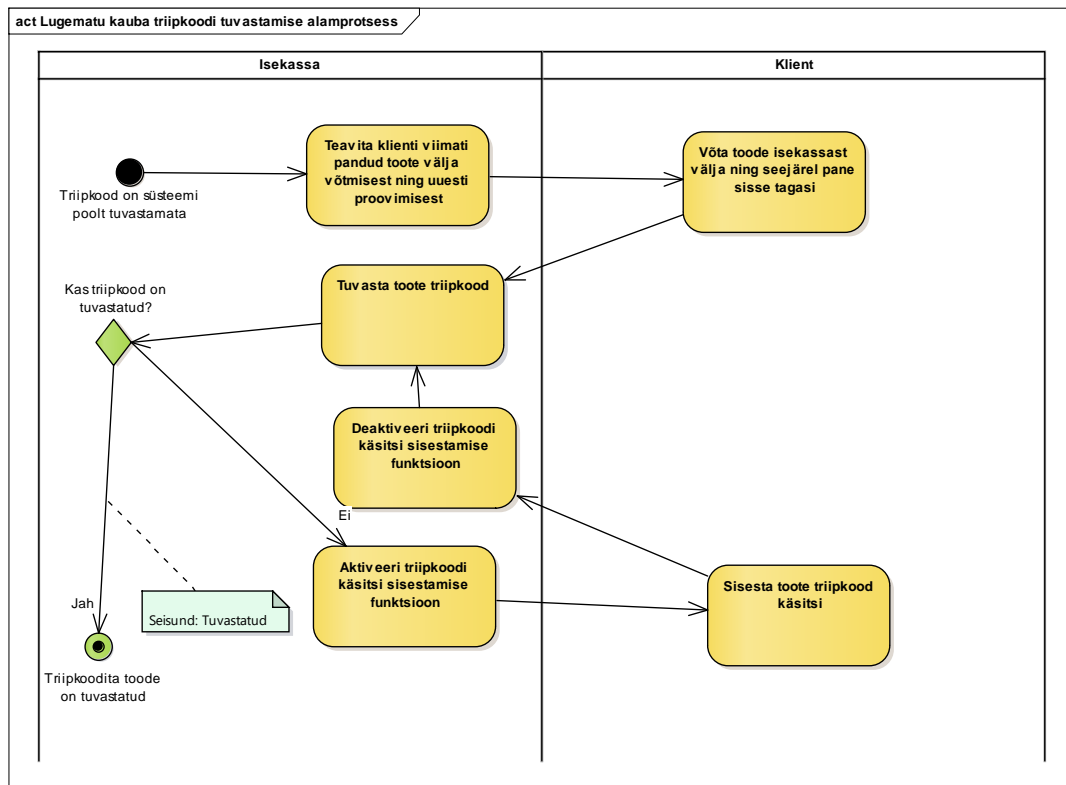 act Lugematu kauba triipkoodi tuvastamise alamprotsess
Isekassa
Klient
Triipkood on süsteemi
poolt tuvastamata
Teavita klienti viimati
pandud toote välja
võtmisest ning uuesti
proovimisest
Võta toode isekassast
välja ning seejärel pane
sisse tagasi
Tuvasta toote triipkood
Kas triipkood on
tuvastatud?
Deaktiveeri triipkoodi
käsitsi sisestamise
funktsioon
Ei
Aktiveeri triipkoodi
käsitsi sisestamise
funktsioon
Sisesta toote triipkood
käsitsi
Jah
Seisund: Tuvastatud
Triipkoodita toode
on tuvastatud